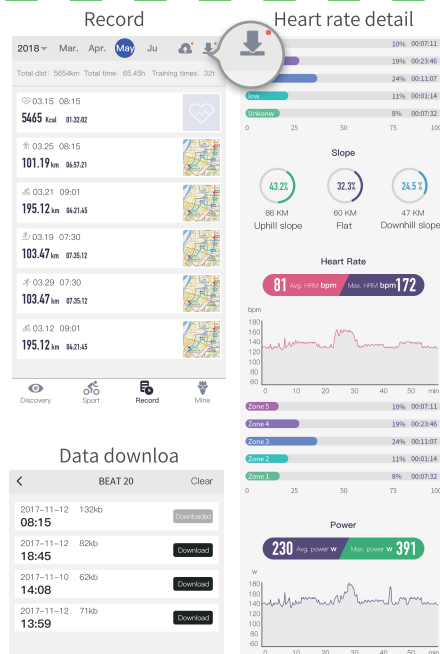 Record
2018 Mar. Apr. May Ju
Total dist: 5654km Total time: 65.45h Training times: 32t
03.15 08:15
5465 Kcal 01:32:02
03.25 08:15
101.19 km 06:57:21
03.21 09:01
195.12 km 04:21:45
03.19 07:30
103.47 km 07:35:12
03.29 07:30
103.47 km 07:35:12
03.12 09:01
195.12 km 04:21:45
Discovery Sport Record Mine
Data downloa
BEAT 20 Clear
2017-11-12 132kb
08:15 Downloaded
2017-11-12 82kb
18:45 Download
2017-11-10 62kb
14:08 Download
2017-11-12 71kb
13:59 Download
Heart rate detail
10% 00:07:11
19% 00:23:46
24% 00:11:07
low 11% 00:01:14
Unkonw 8% 00:07:32
0 25 50 75 100
Slope
43.2% 32.3% 24.5 %
86 KM 60 KM 47 KM
Uphill slope Flat Downhill slope
Heart Rate
81 Avg. HRM bpm Max. HRM bpm 172
bpm
180
160
140
120
100
80
60
0 10 20 30 40 50 min
Zone 5 10% 00:07:11
Zone 4 19% 00:23:46
Zone 3 24% 00:11:07
Zone 2 11% 00:01:14
Zone 1 8% 00:07:32
0 25 50 75 100
Power
230 Avg. power w Max. power w 391
w
180
160
140
120
100
80
60
0 10 20 30 40 50 min